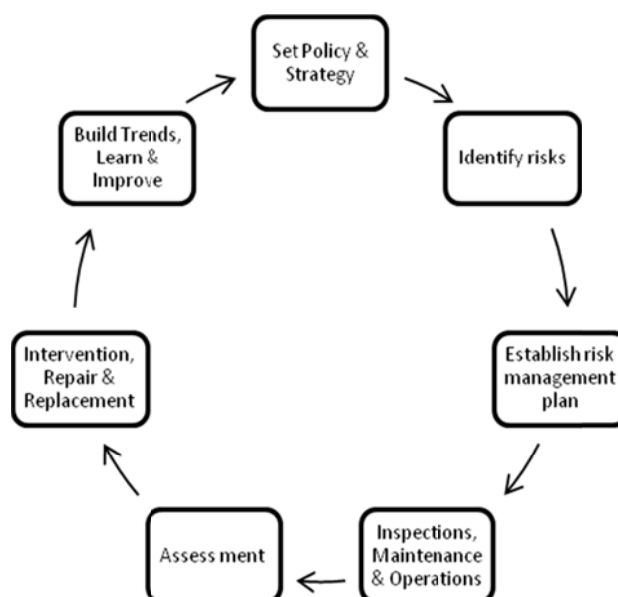 Set Policy &
Strategy
Identify risks
Establish risk
management
plan
Inspections,
Maintenance
& Operations
Assess ment
Intervention,
Repair &
Replacement
Build Trends,
Learn &
Improve